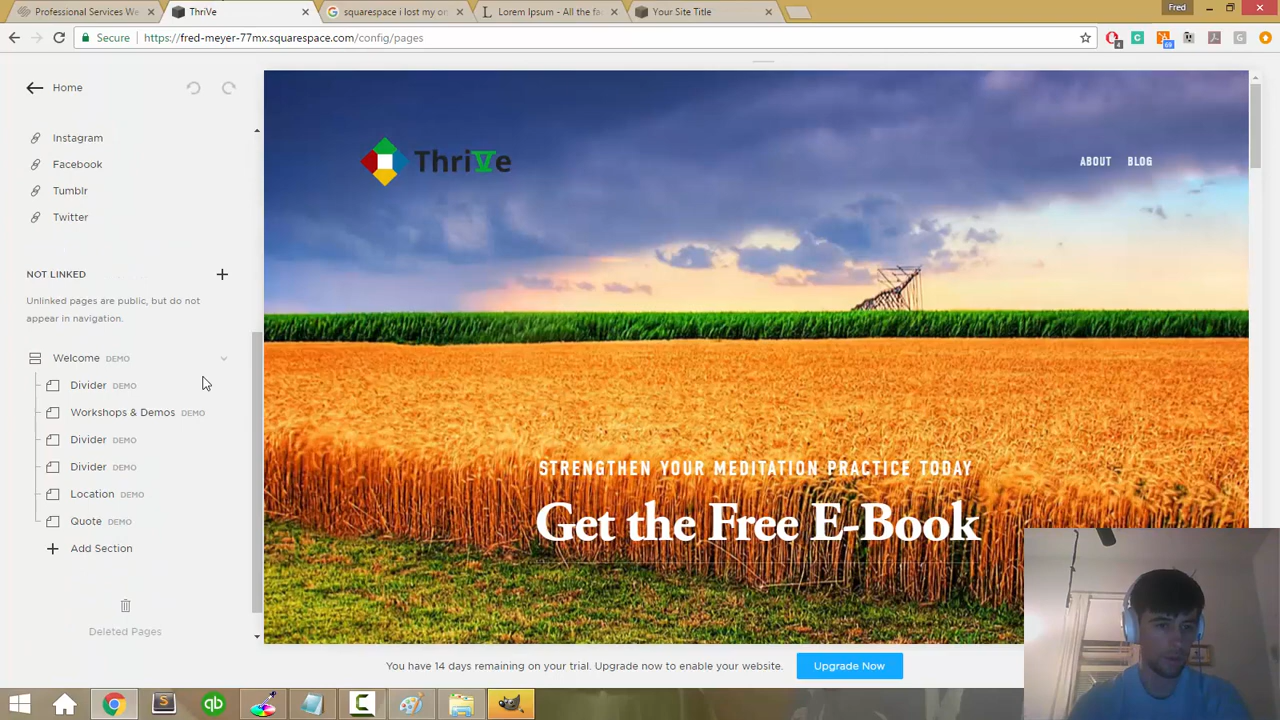 Professional Services We
ThriVe
squarespace i lost my on
Lorem Ipsum - All the fa
Your Site Title
Fred
Secure
https://fred-meyer-77mx.squarespace.com/config/pages
4
69
Home
Instagram
Facebook
Tumblr
Twitter
NOT LINKED
Unlinked pages are public, but do not
appear in navigation.
Welcome DEMO
Divider DEMO
Workshops & Demos DEMO
Divider DEMO
Divider DEMO
Location DEMO
Quote DEMO
Add Section
Deleted Pages
ThriVe
ABOUT BLOG
STRENGTHEN YOUR MEDITATION PRACTICE TODAY
Get the Free E-Book
You have 14 days remaining on your trial. Upgrade now to enable your website.
Upgrade Now